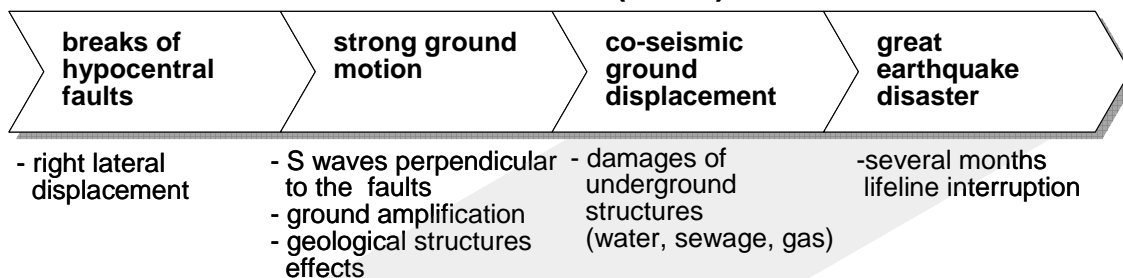 breaks of
hypocentral
faults
strong ground
motion
co-seismic
ground
displacement
great
earthquake
disaster
- right lateral
displacement
- S waves perpendicular
to the faults
- ground amplification
- geological structures
effects
- damages of
underground
structures
(water, sewage, gas)
-several months
lifeline interruption